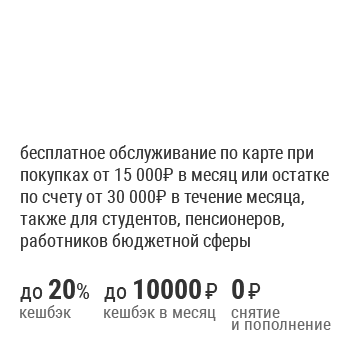 бесплатное обслуживание по карте при
покупках от 15 000₽ в месяц или остатке
по счету от 30 000₽ в течение месяца,
также для студентов, пенсионеров,
работников бюджетной сферы
до 20% до 10000 ₽ 0 ₽
кешбэк кешбэк в месяц снятие
и пополнение